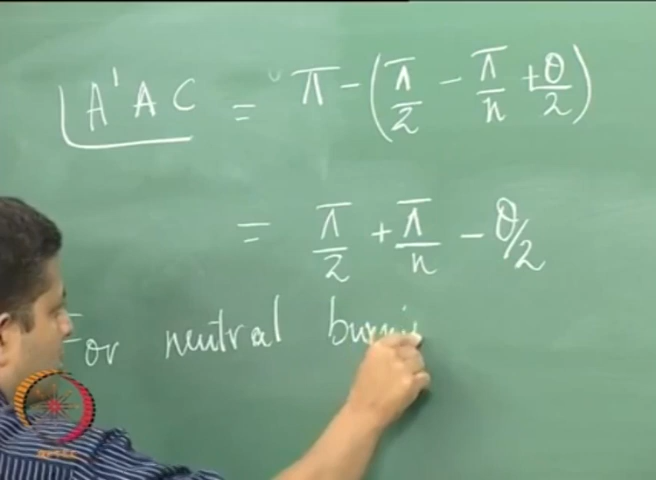 ∠A'AC = π - (π/2 - π/n + θ/2)
= π/2 + π/n - θ/2
For neutral burni